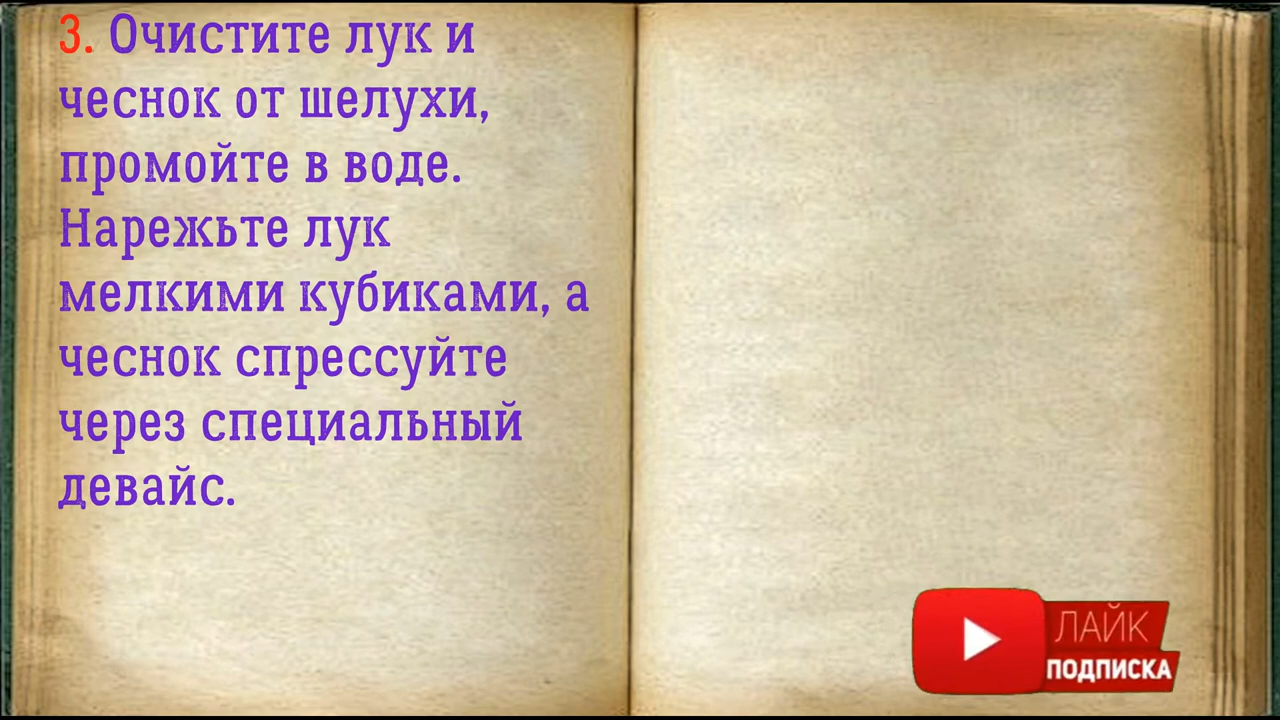 3. Очистите лук и
чеснок от шелухи,
промойте в воде.
Нарежьте лук
мелкими кубиками, а
чеснок спрессуйте
через специальный
девайс.
ЛАЙК
ПОДПИСКА